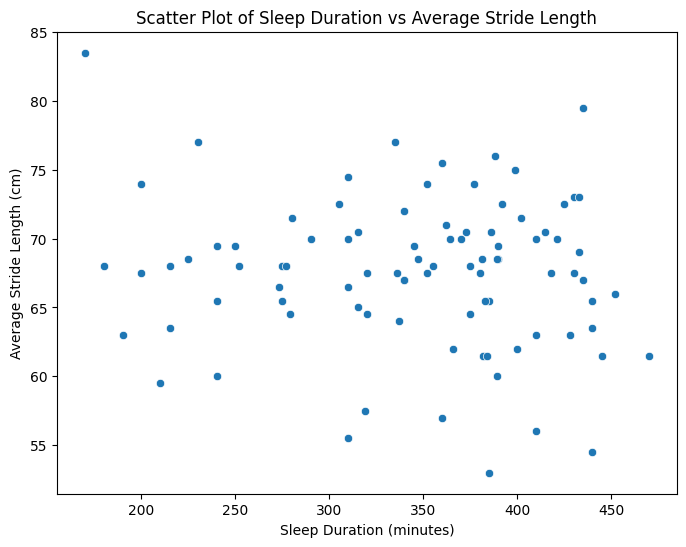 Scatter Plot of Sleep Duration vs Average Stride Length
85
80
75
70
65
60
55
Average Stride Length (cm)
200 250 300 350 400 450
Sleep Duration (minutes)